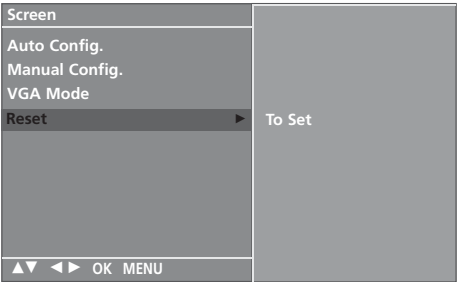 Screen
Auto Config.
Manual Config.
VGA Mode
Reset ► To Set
▲▼ ◄► OK MENU